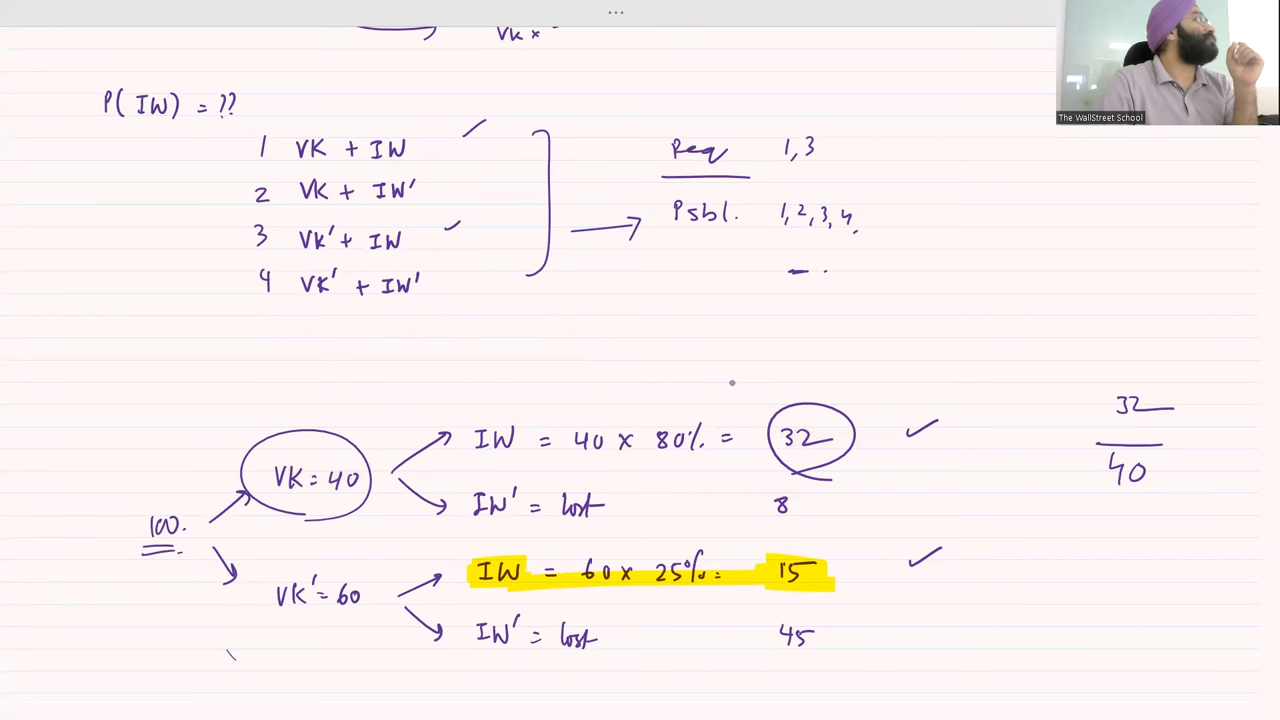 VK ×
The WallStreet School
P( IW) = ??
1 VK + IW
2 VK + IW'
3 VK' + IW
4 VK' + IW'
Req 1, 3
Psbl. 1, 2, 3, 4.
100.
VK = 40
IW = 40 × 80% = 32
IW' = lost 8
VK' = 60
IW = 60 × 25% = 15
IW' = lost 45
32
40